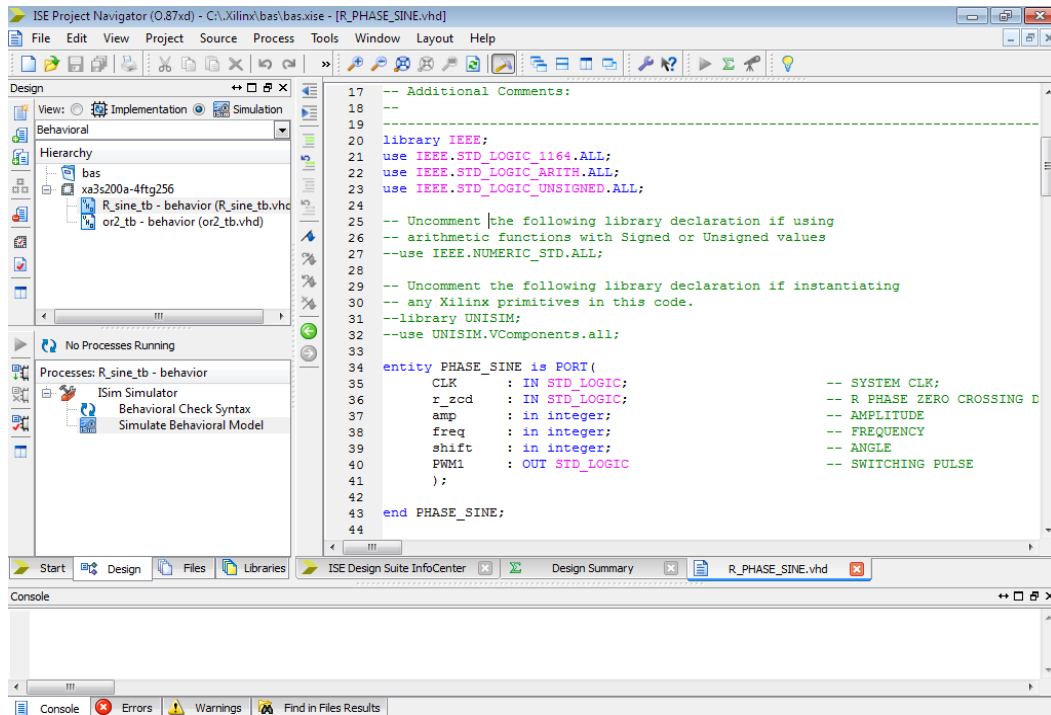 ISE Project Navigator (O.87xd) - C:\.Xilinx\bas\bas.xise - [R_PHASE_SINE.vhd]
File Edit View Project Source Process Tools Window Layout Help
Design
View: Implementation Simulation
Behavioral
Hierarchy
bas
xa3s200a-4ftg256
R_sine_tb - behavior (R_sine_tb.vhd
or2_tb - behavior (or2_tb.vhd)
No Processes Running
Processes: R_sine_tb - behavior
ISim Simulator
Behavioral Check Syntax
Simulate Behavioral Model
17 -- Additional Comments:
18 --
19 ----------------------------------------------------------------------------------
20 library IEEE;
21 use IEEE.STD_LOGIC_1164.ALL;
22 use IEEE.STD_LOGIC_ARITH.ALL;
23 use IEEE.STD_LOGIC_UNSIGNED.ALL;
24
25 -- Uncomment the following library declaration if using
26 -- arithmetic functions with Signed or Unsigned values
27 --use IEEE.NUMERIC_STD.ALL;
28
29 -- Uncomment the following library declaration if instantiating
30 -- any Xilinx primitives in this code.
31 --library UNISIM;
32 --use UNISIM.VComponents.all;
33
34 entity PHASE_SINE is PORT(
35 CLK : IN STD_LOGIC; -- SYSTEM CLK;
36 r_zcd : IN STD_LOGIC; -- R PHASE ZERO CROSSING D
37 amp : in integer; -- AMPLITUDE
38 freq : in integer; -- FREQUENCY
39 shift : in integer; -- ANGLE
40 PWM1 : OUT STD_LOGIC -- SWITCHING PULSE
41 );
42
43 end PHASE_SINE;
44
Start Design Files Libraries
ISE Design Suite InfoCenter Design Summary R_PHASE_SINE.vhd
Console
Console Errors Warnings Find in Files Results